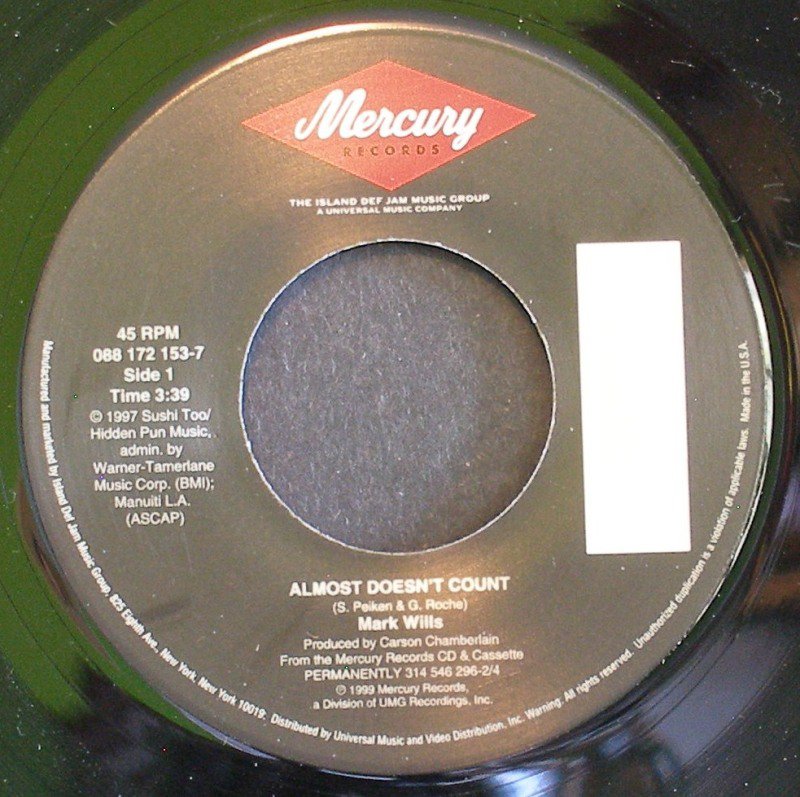 Mercury
RECORDS
THE ISLAND DEF JAM MUSIC GROUP
A UNIVERSAL MUSIC COMPANY
45 RPM
088 172 153-7
Side 1
Time 3:39
© 1997 Sushi Too/
Hidden Pun Music,
admin. by
Warner-Tamerlane
Music Corp. (BMI);
Manuiti L.A.
(ASCAP)
ALMOST DOESN'T COUNT
(S. Peiken & G. Roche)
Mark Wills
Produced by Carson Chamberlain
From the Mercury Records CD & Cassette
PERMANENTLY 314 546 296-2/4
℗ 1999 Mercury Records,
a Division of UMG Recordings, Inc.
Manufactured and marketed by Island Def Jam Music Group, 825 Eighth Ave., New York, New York 10019. Distributed by Universal Music and Video Distribution, Inc. Warning: All rights reserved. Unauthorized duplication is a violation of applicable laws. Made in the U.S.A.